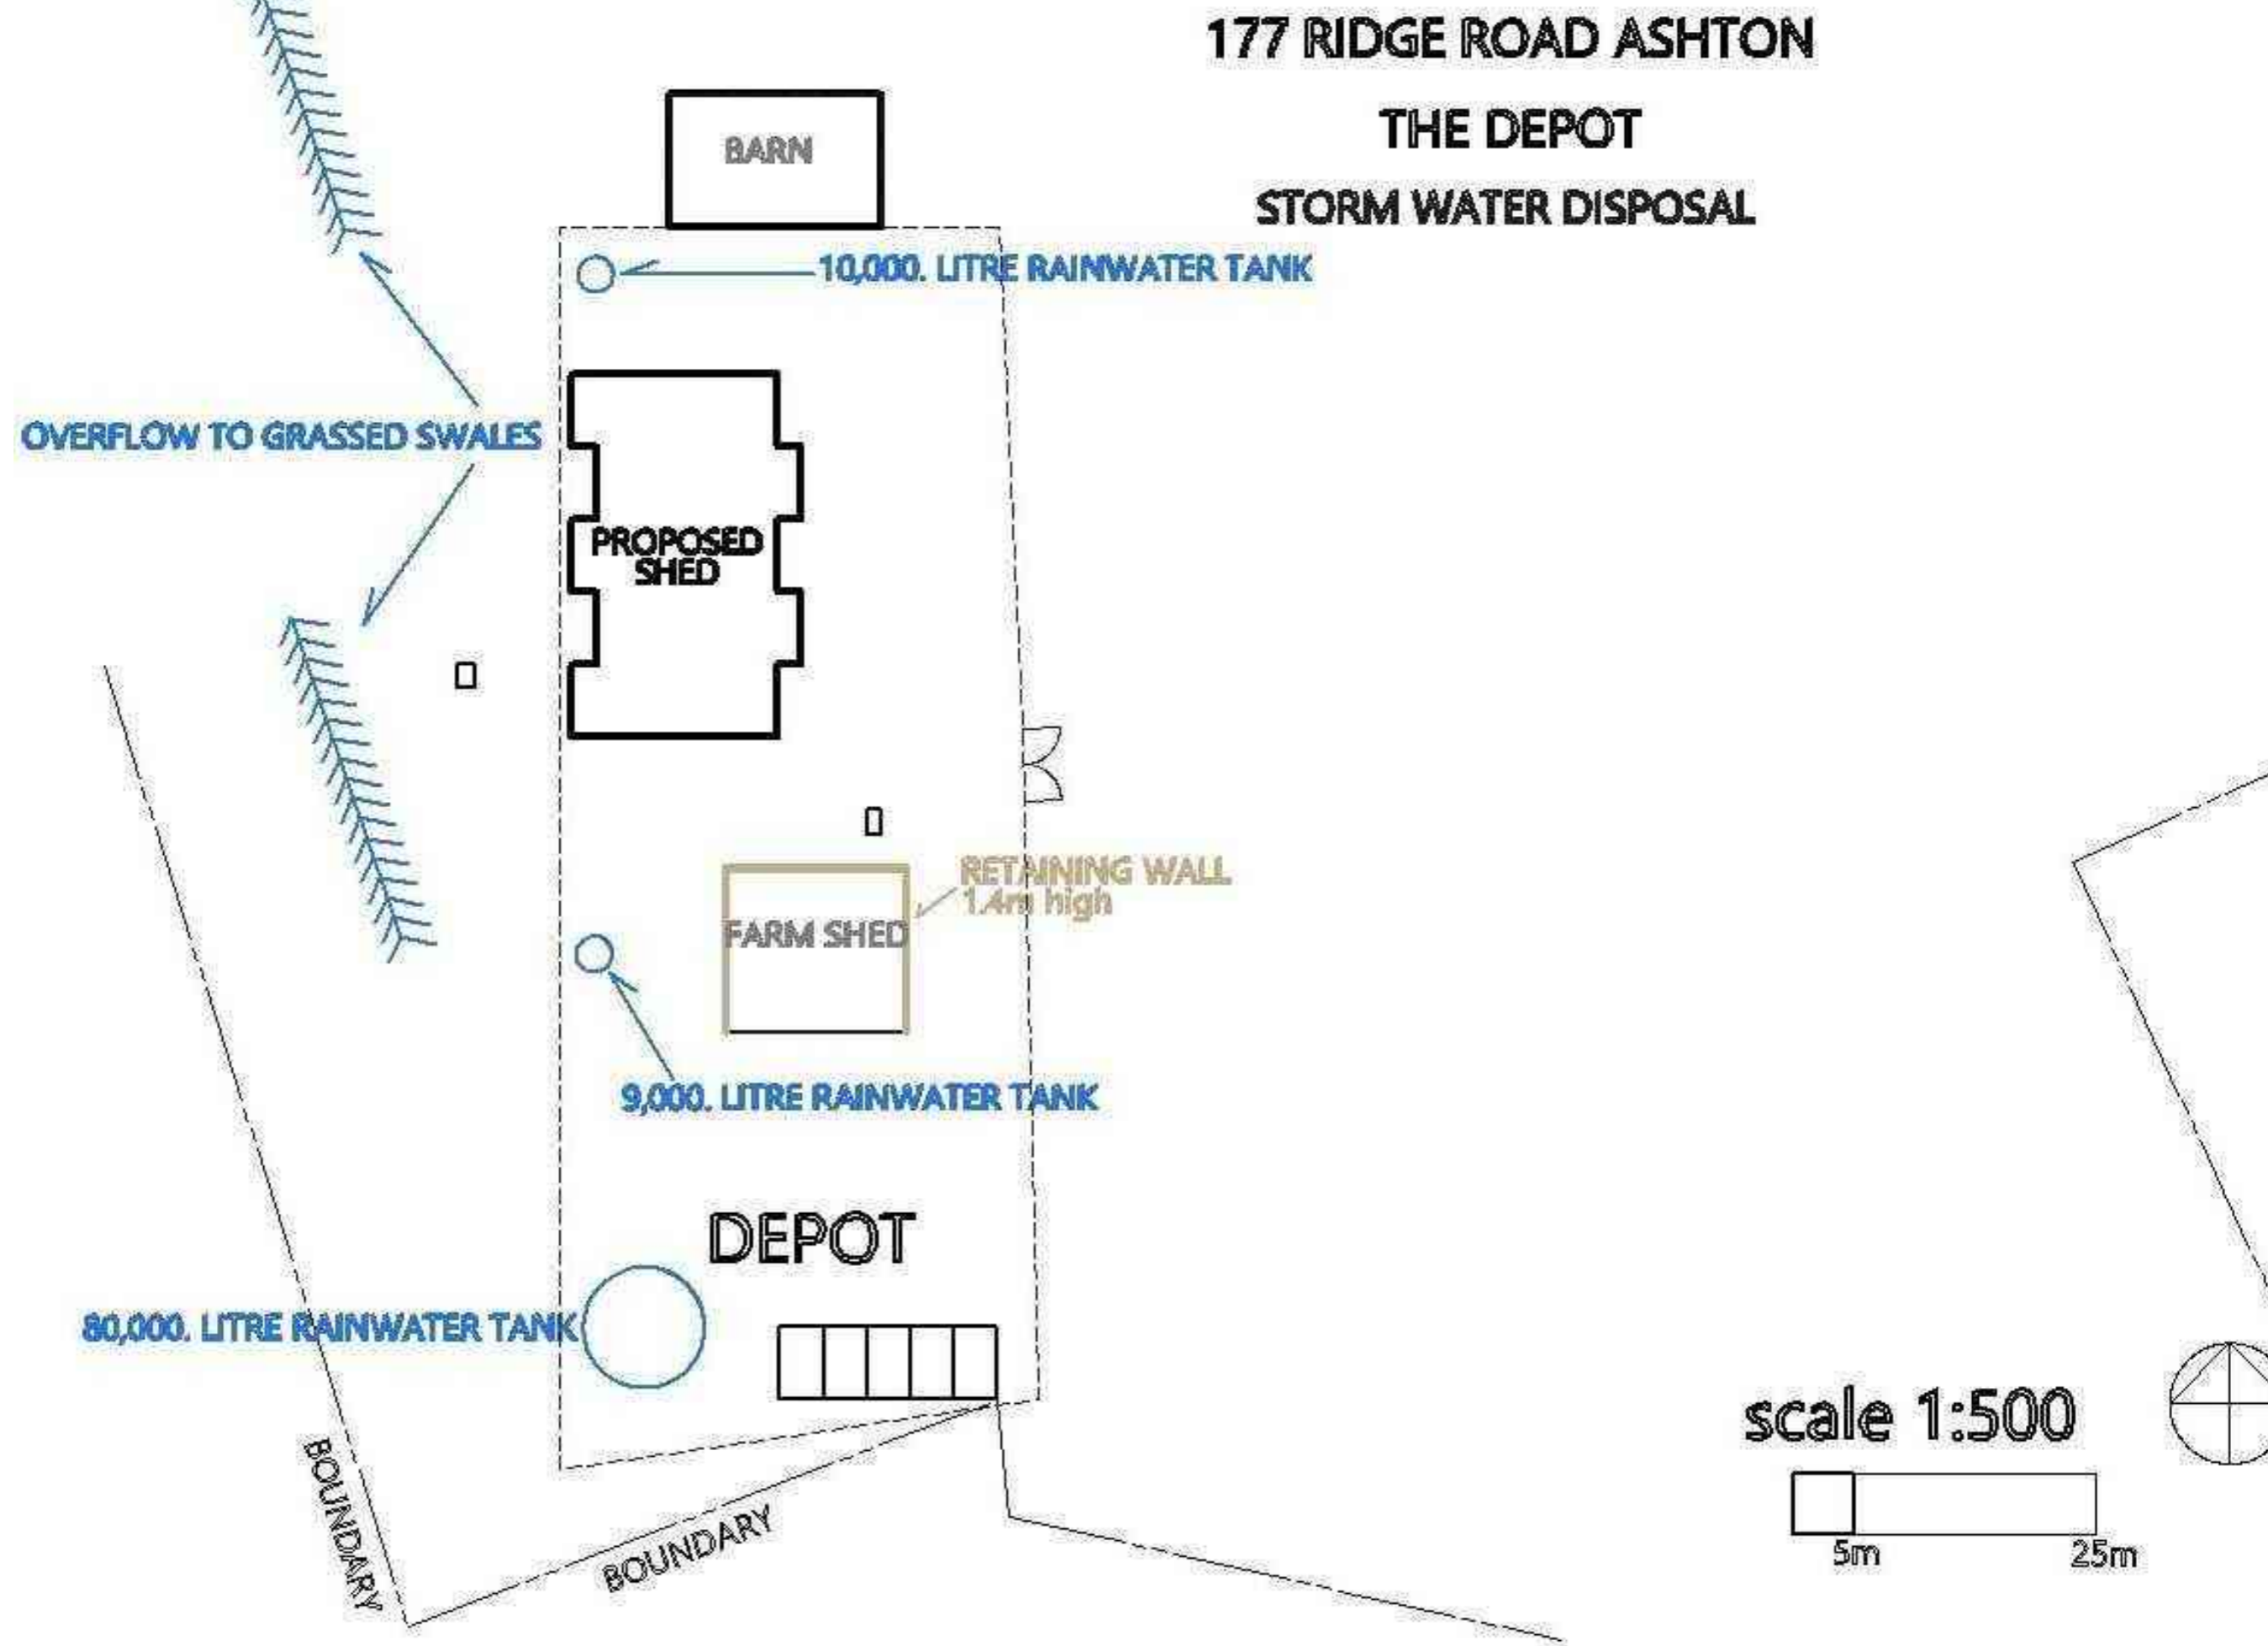 177 RIDGE ROAD ASHTON
THE DEPOT
STORM WATER DISPOSAL
BARN
10,000. LITRE RAINWATER TANK
OVERFLOW TO GRASSED SWALES
PROPOSED
SHED
RETAINING WALL
1.4m high
FARM SHED
9,000. LITRE RAINWATER TANK
DEPOT
80,000. LITRE RAINWATER TANK
BOUNDARY
BOUNDARY
scale 1:500
5m
25m